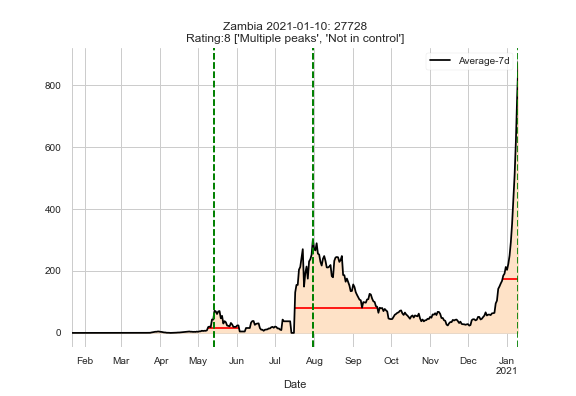 Zambia 2021-01-10: 27728
Rating:8 ['Multiple peaks', 'Not in control']
Average-7d
800
600
400
200
0
Feb Mar Apr May Jun Jul Aug Sep Oct Nov Dec Jan
2021
Date